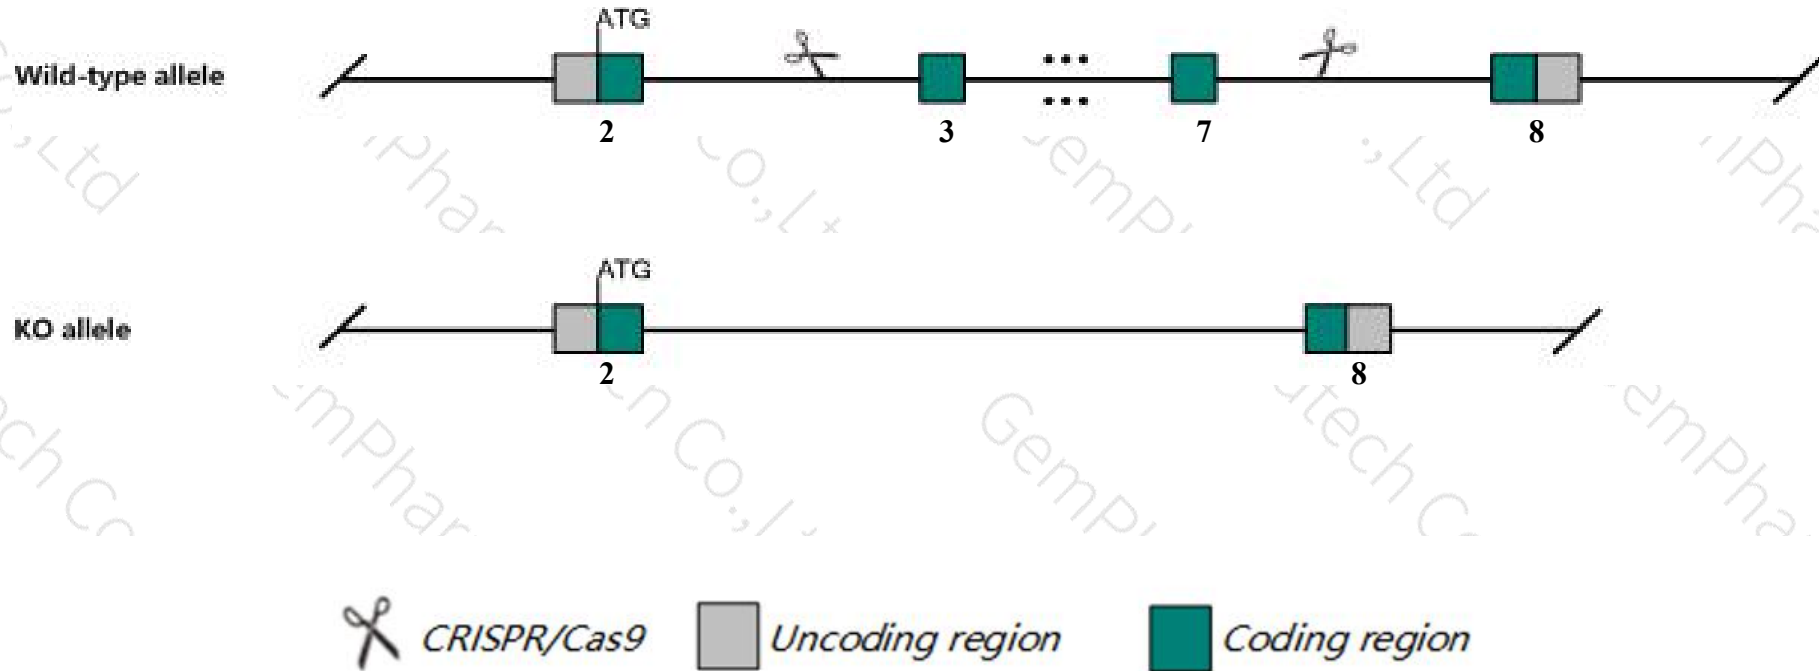 ATG
Wild-type allele
2 3 7 8
ATG
KO allele
2 8
CRISPR/Cas9 Uncoding region Coding region